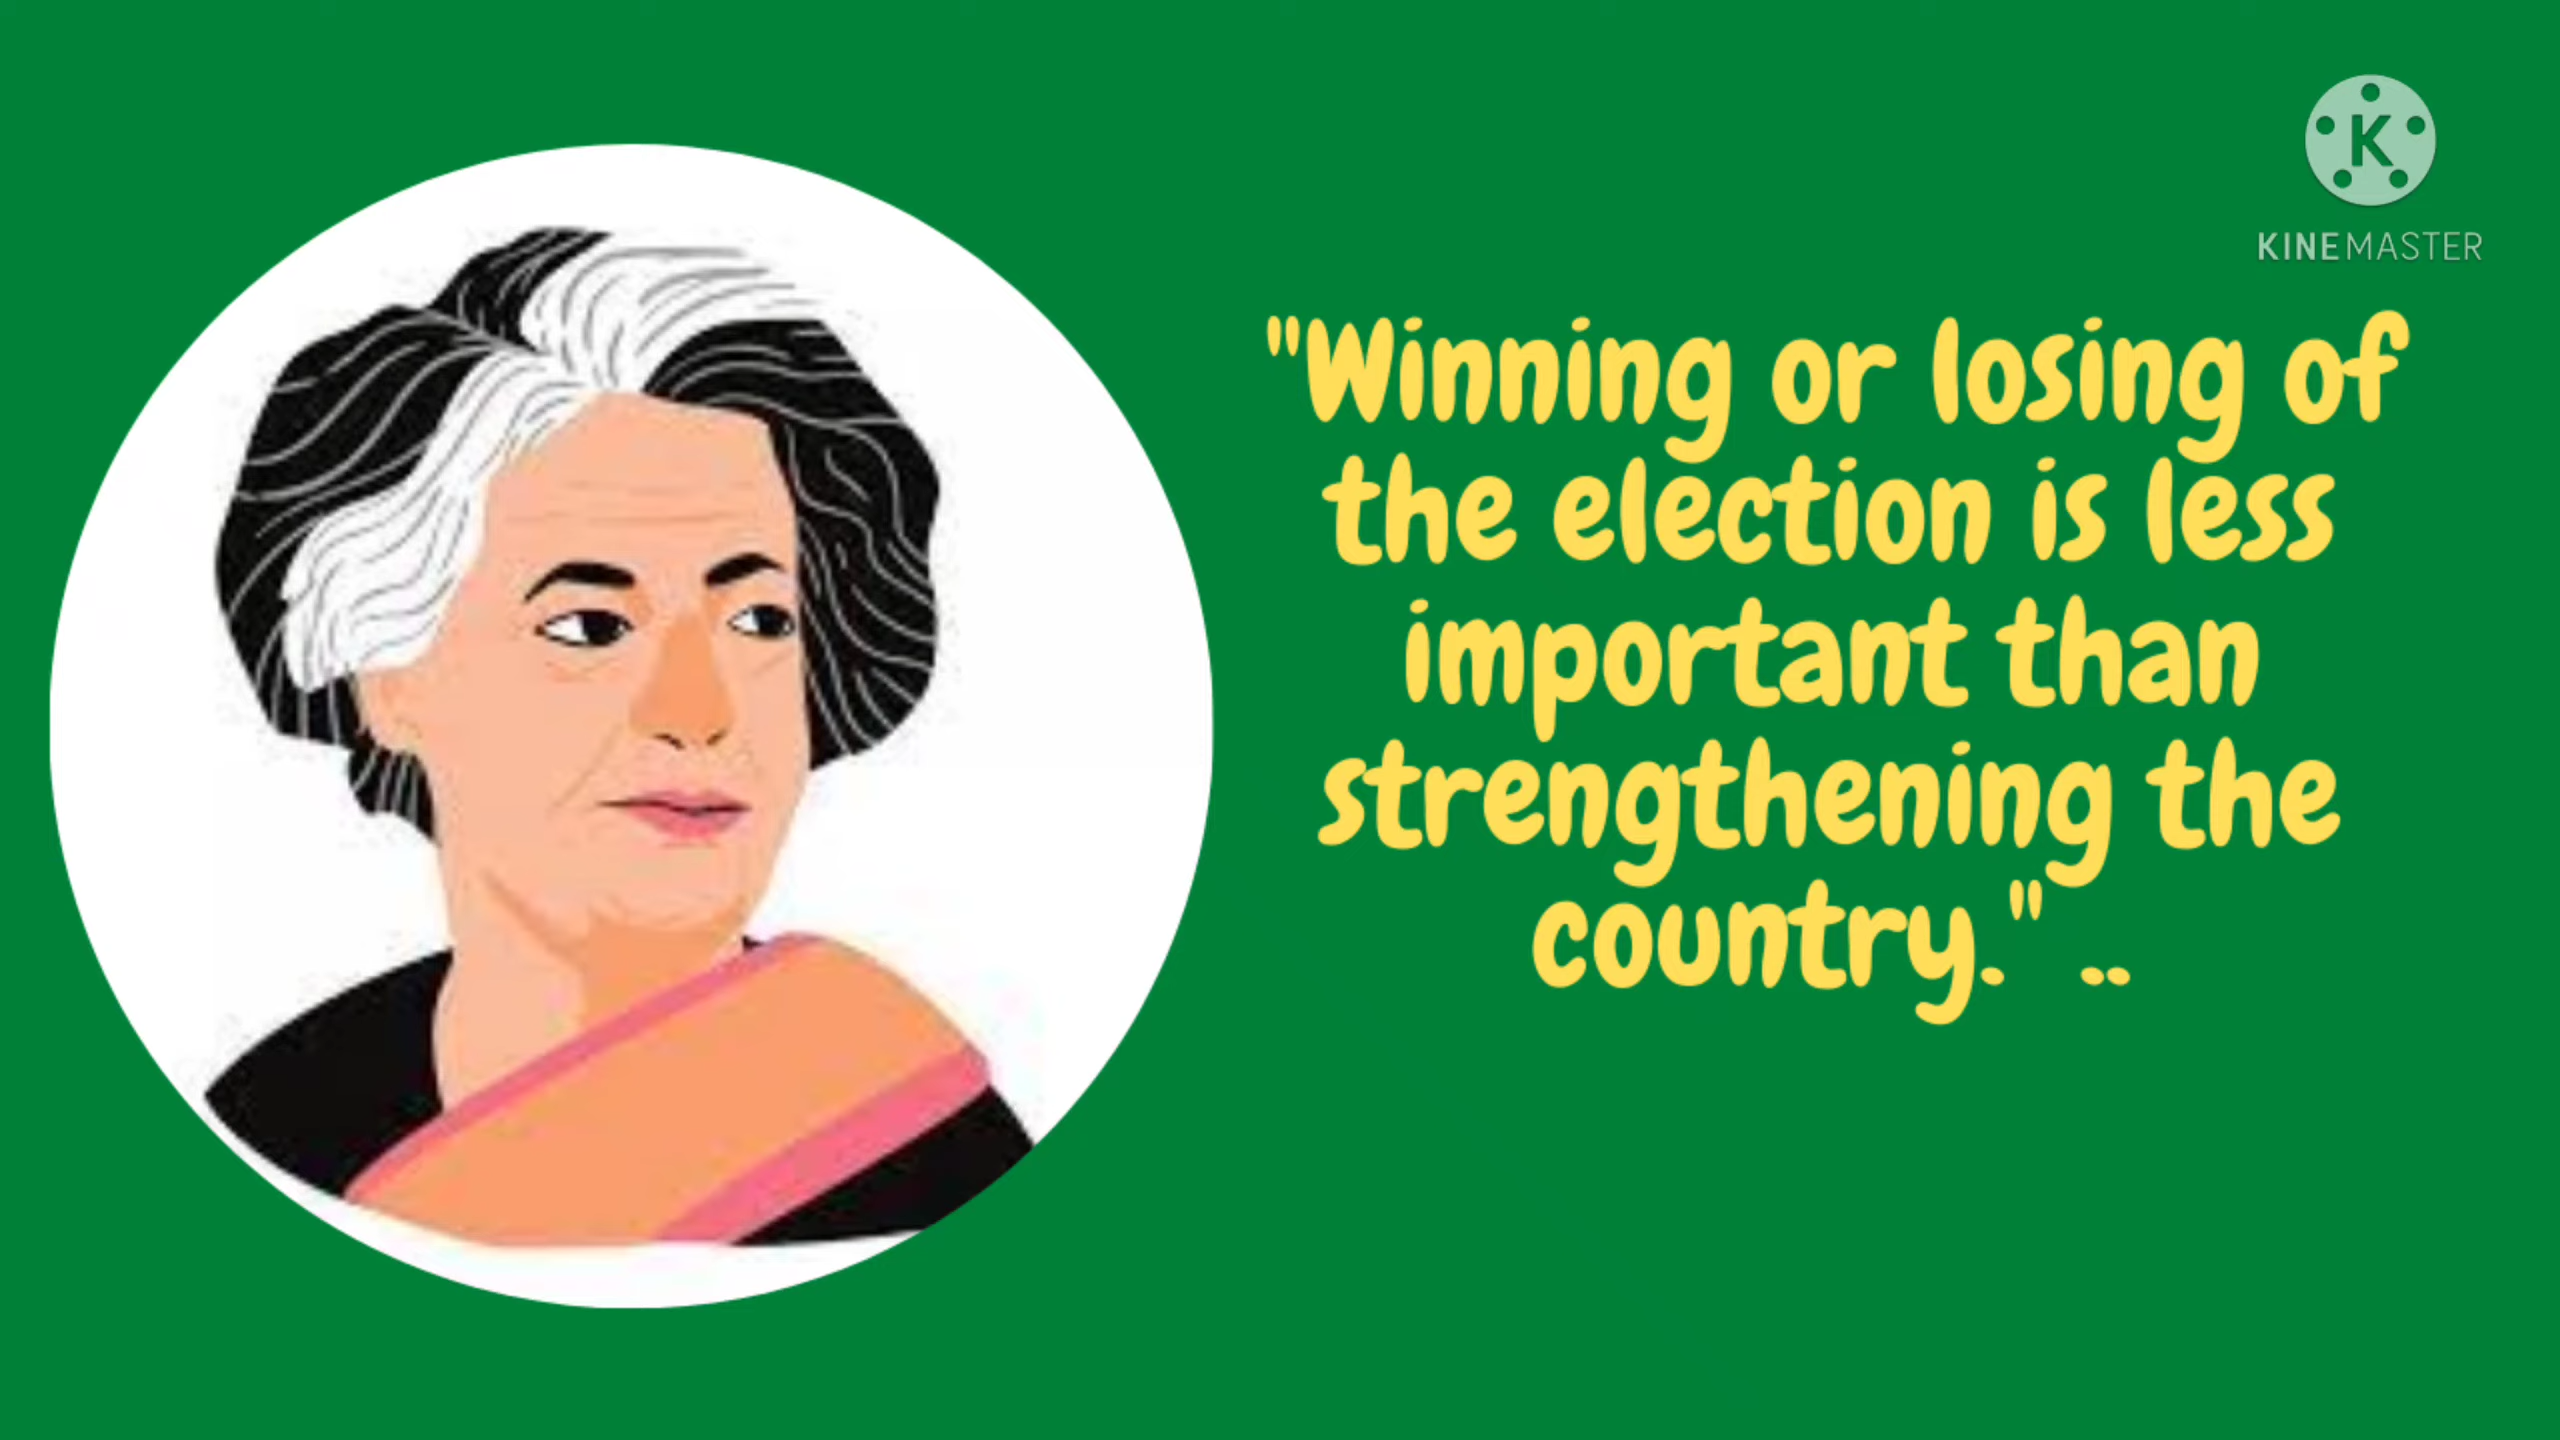 K
KINEMASTER
"Winning or losing of
the election is less
important than
strengthening the
country." ..